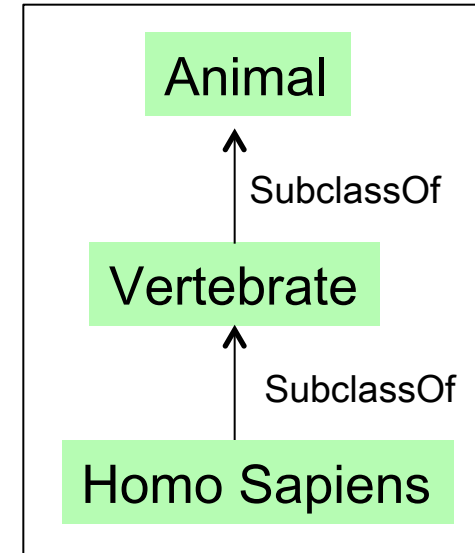 Animal
SubclassOf
Vertebrate
SubclassOf
Homo Sapiens